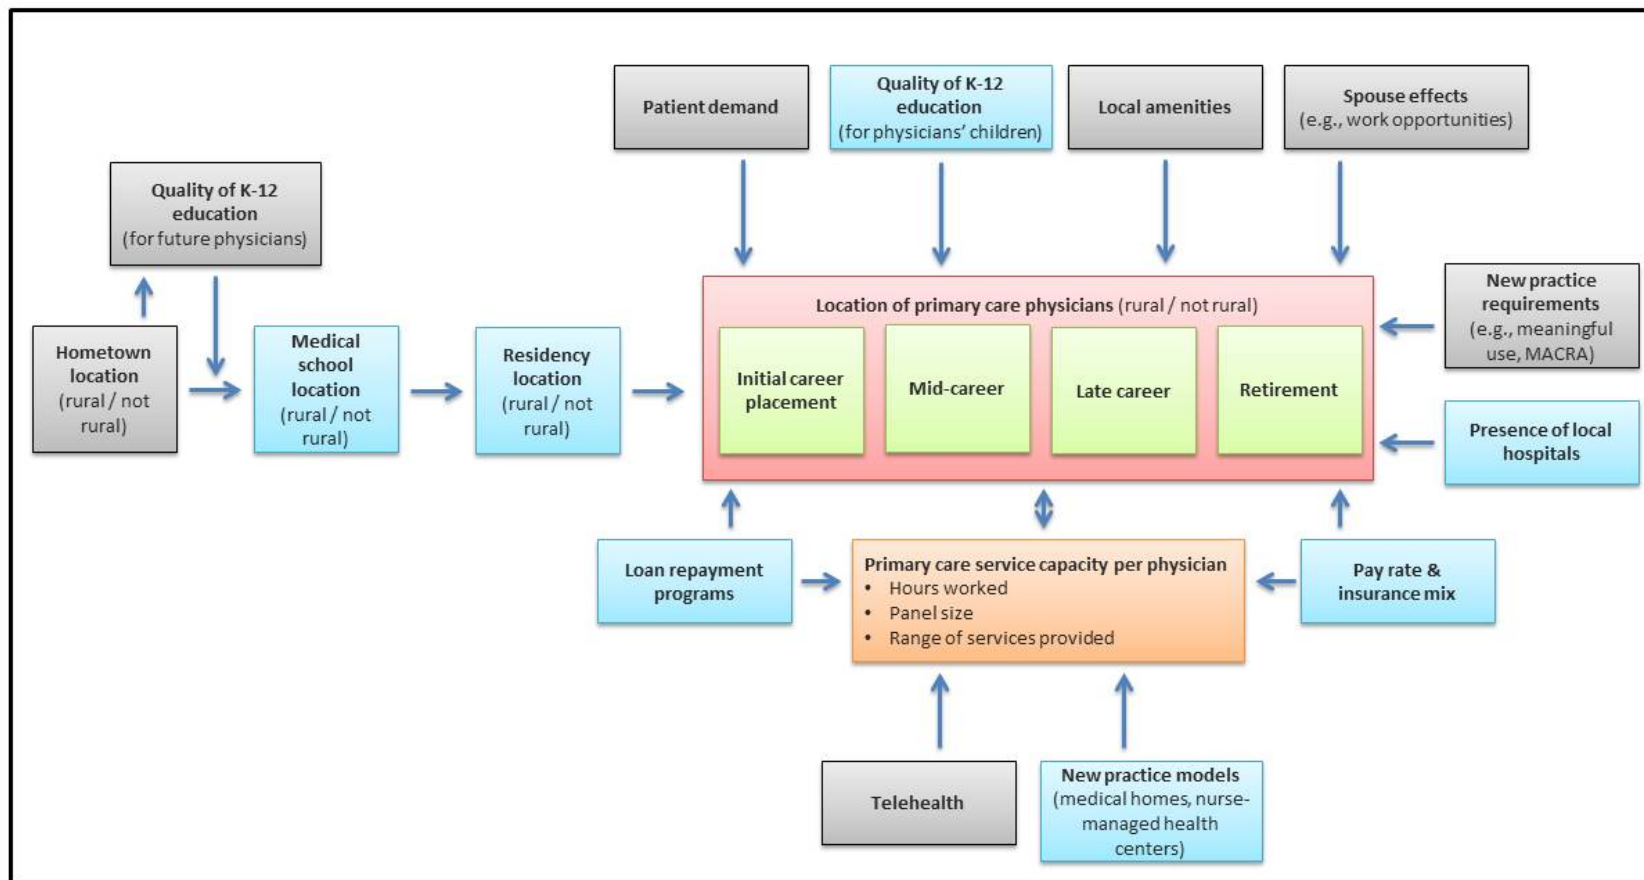 Patient demand
Quality of K-12
education
(for physicians' children)
Local amenities
Spouse effects
(e.g., work opportunities)
Quality of K-12
education
(for future physicians)
Hometown
location
(rural / not
rural)
Medical
school
location
(rural / not
rural)
Residency
location
(rural / not
rural)
Location of primary care physicians (rural / not rural)
Initial career
placement
Mid-career
Late career
Retirement
New practice
requirements
(e.g., meaningful
use, MACRA)
Presence of local
hospitals
Loan repayment
programs
Primary care service capacity per physician
• Hours worked
• Panel size
• Range of services provided
Pay rate &
insurance mix
Telehealth
New practice models
(medical homes, nurse-
managed health
centers)